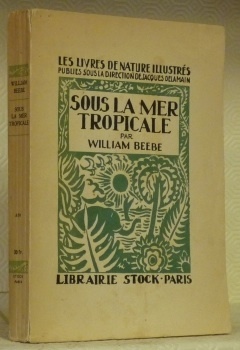 LES LIVRES DE NATURE ILLUSTRÉS
PUBLIÉS SOUS LA DIRECTION DE JACQUES DELAMAIN
SOUS LA MER
TROPICALE
PAR
WILLIAM BEEBE
LIBRAIRIE STOCK - PARIS
WILLIAM
BEEBE
SOUS
LA MER
TROPICALE